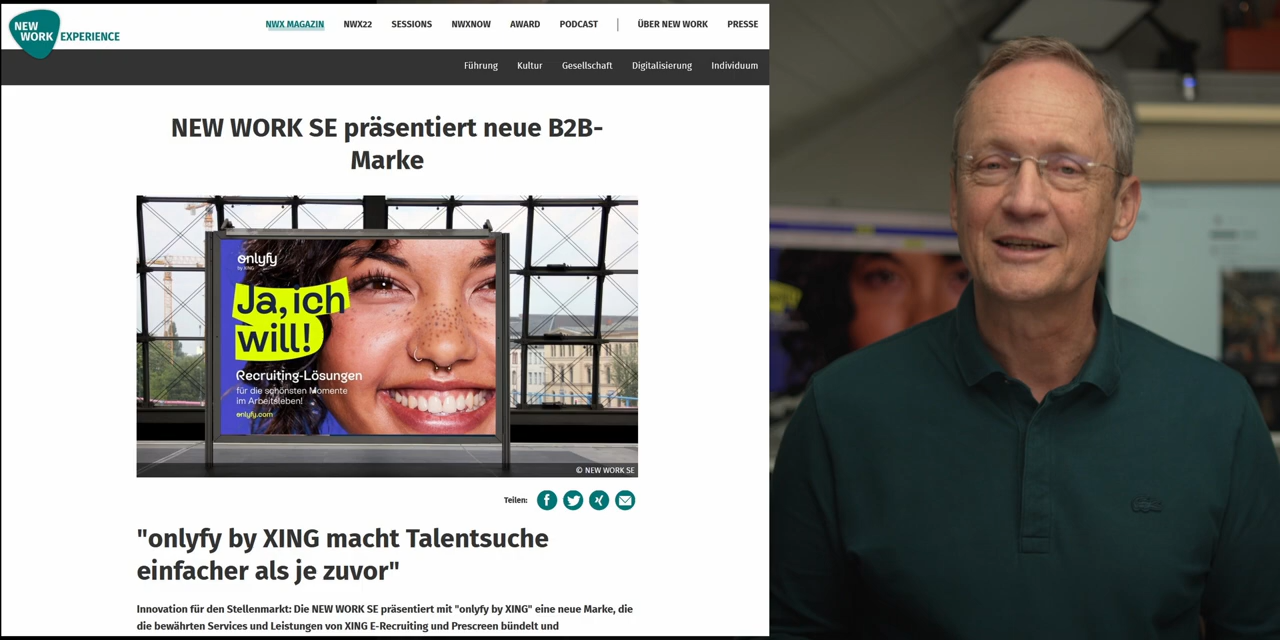 NEW
WORK EXPERIENCE
NWX MAGAZIN NWX22 SESSIONS NWXNOW AWARD PODCAST | ÜBER NEW WORK PRESSE
Führung Kultur Gesellschaft Digitalisierung Individuum
NEW WORK SE präsentiert neue B2B-
Marke
onlyfy
by XING
Ja, ich
will!
Recruiting-Lösungen
für die schönsten Momente
im Arbeitsleben!
onlyfy.com
© NEW WORK SE
Teilen:
"onlyfy by XING macht Talentsuche
einfacher als je zuvor"
Innovation für den Stellenmarkt: Die NEW WORK SE präsentiert mit "onlyfy by XING" eine neue Marke, die
die bewährten Services und Leistungen von XING E-Recruiting und Prescreen bündelt und